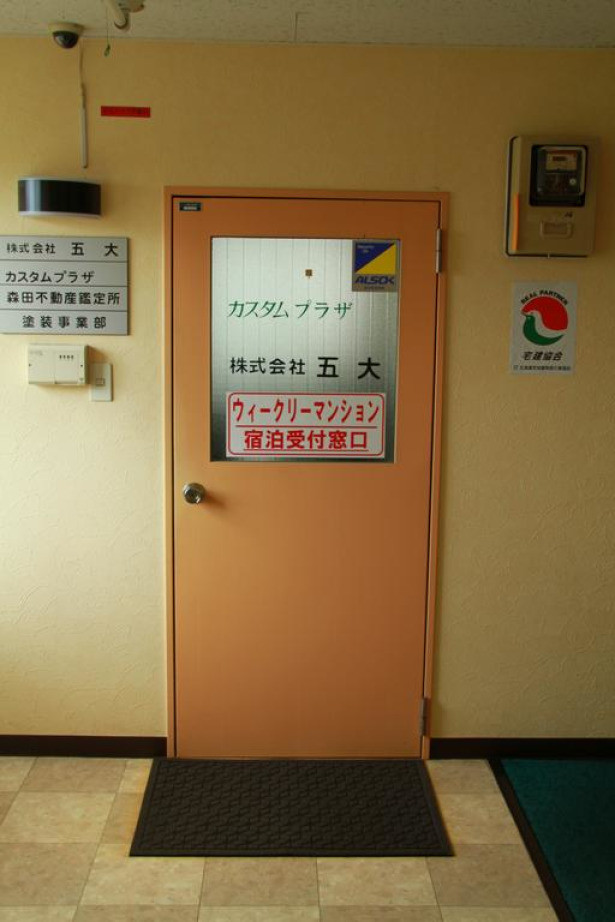 株式会社 五大
カスタムプラザ
森田不動産鑑定所
塗装事業部
ALSOK
カスタムプラザ
株式会社 五大
ウィークリーマンション
宿泊受付窓口
REAL PARTNER
宅建協会